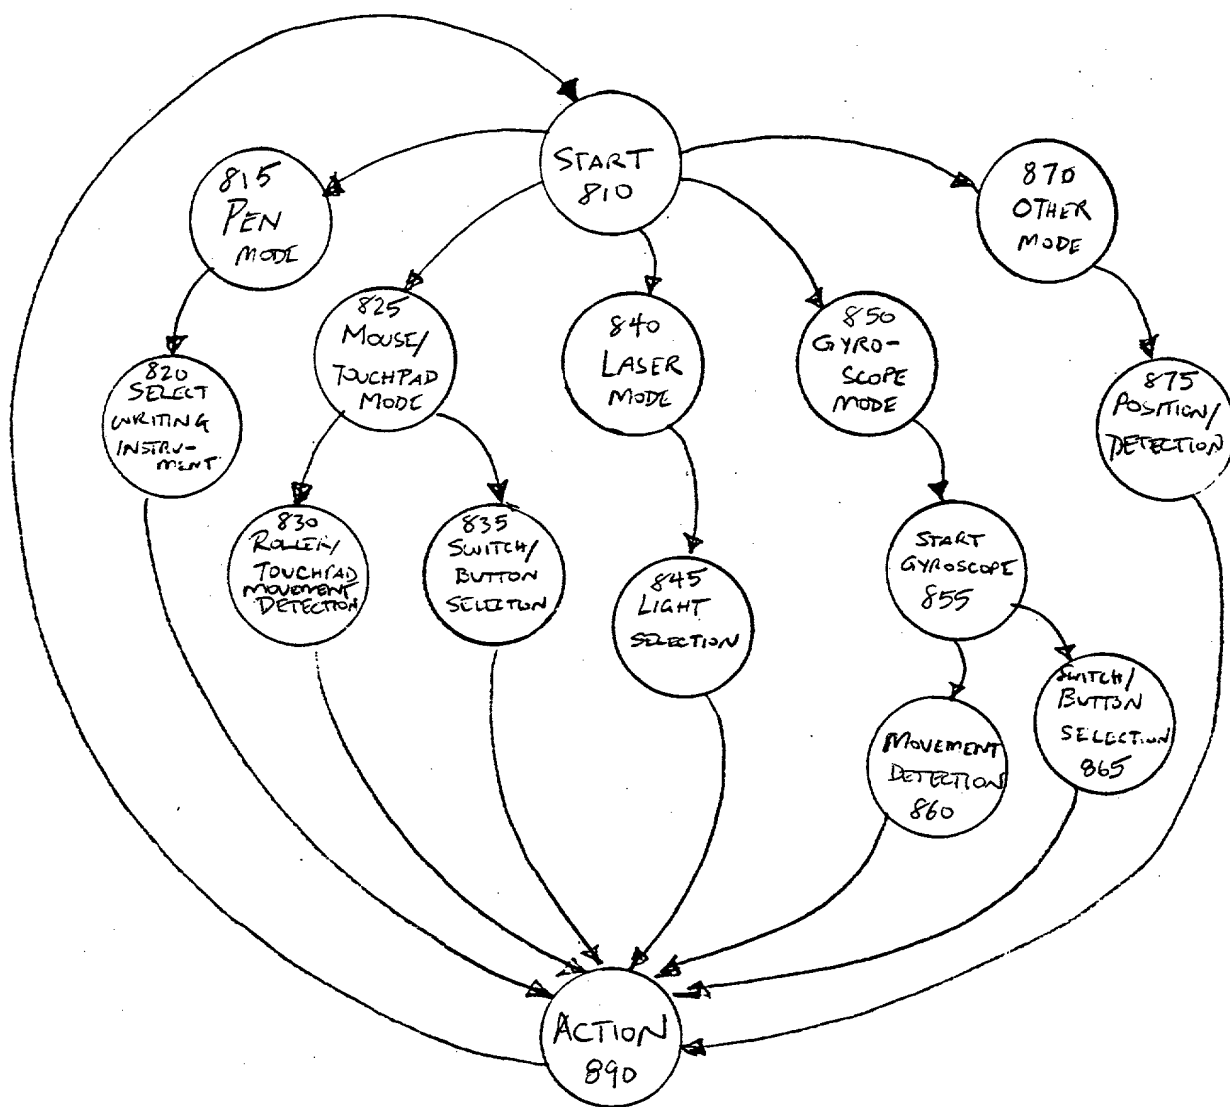 START
810
815
PEN
MODE
870
OTHER
MODE
825
MOUSE/
TOUCHPAD
MODE
840
LASER
MODE
850
GYRO-
SCOPE
MODE
820
SELECT
WRITING
INSTRU-
MENT
875
POSITION/
DETECTION
830
ROLLER/
TOUCHPAD
MOVEMENT
DETECTION
835
SWITCH/
BUTTON
SELECTION
845
LIGHT
SELECTION
START
GYROSCOPE
855
MOVEMENT
DETECTION
860
SWITCH/
BUTTON
SELECTION
865
ACTION
890